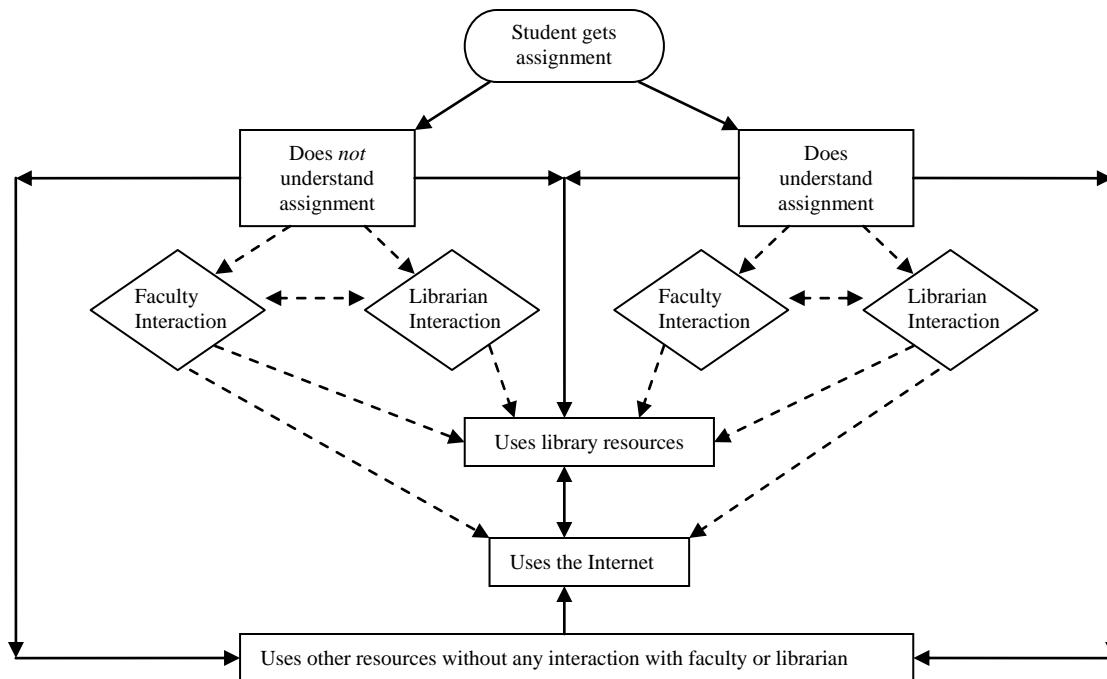 Student gets
assignment
Does not
understand
assignment
Does
understand
assignment
Faculty
Interaction
Librarian
Interaction
Faculty
Interaction
Librarian
Interaction
Uses library resources
Uses the Internet
Uses other resources without any interaction with faculty or librarian